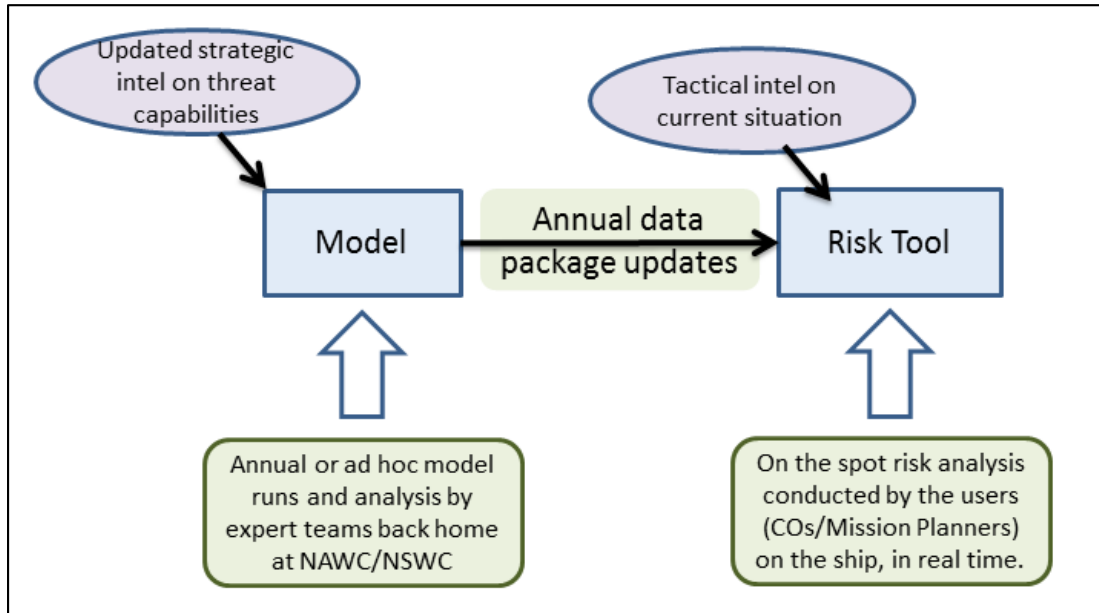 Updated strategic
intel on threat
capabilities
Tactical intel on
current situation
Model
Annual data
package updates
Risk Tool
Annual or ad hoc model
runs and analysis by
expert teams back home
at NAWC/NSWC
On the spot risk analysis
conducted by the users
(COs/Mission Planners)
on the ship, in real time.